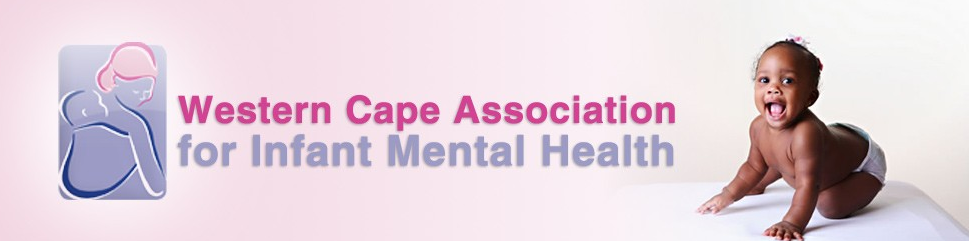 Western Cape Association
for Infant Mental Health